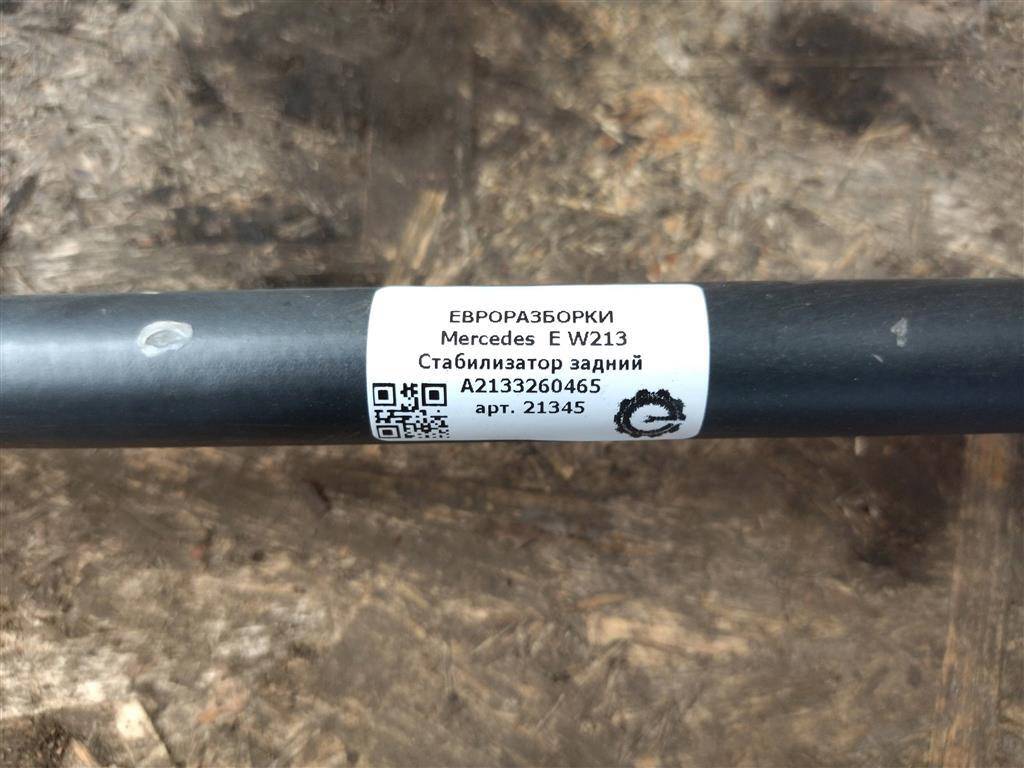 ЕВРОРАЗБОРКИ
Mercedes E W213
Стабилизатор задний
A2133260465
арт. 21345